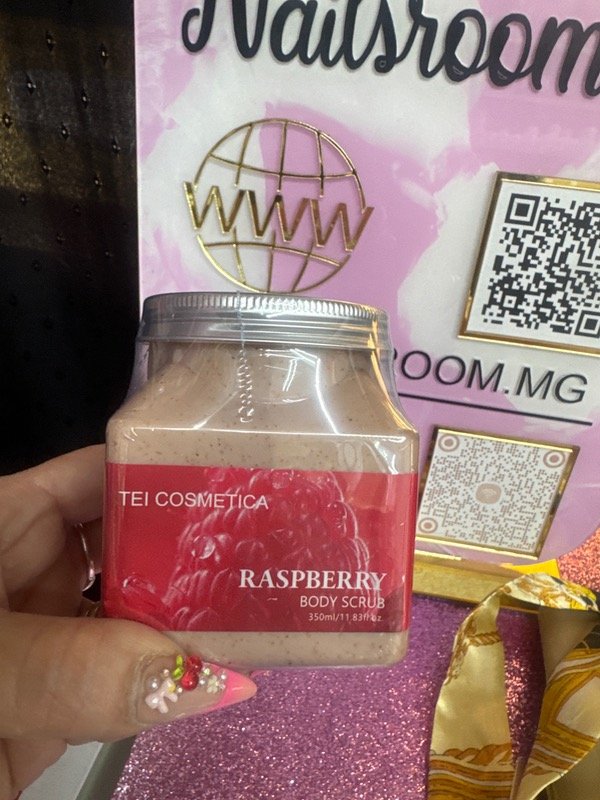 Nailsroom
WWW
ROOM.MG
TEI COSMETICA
RASPBERRY
BODY SCRUB
350ml/11.83fl oz